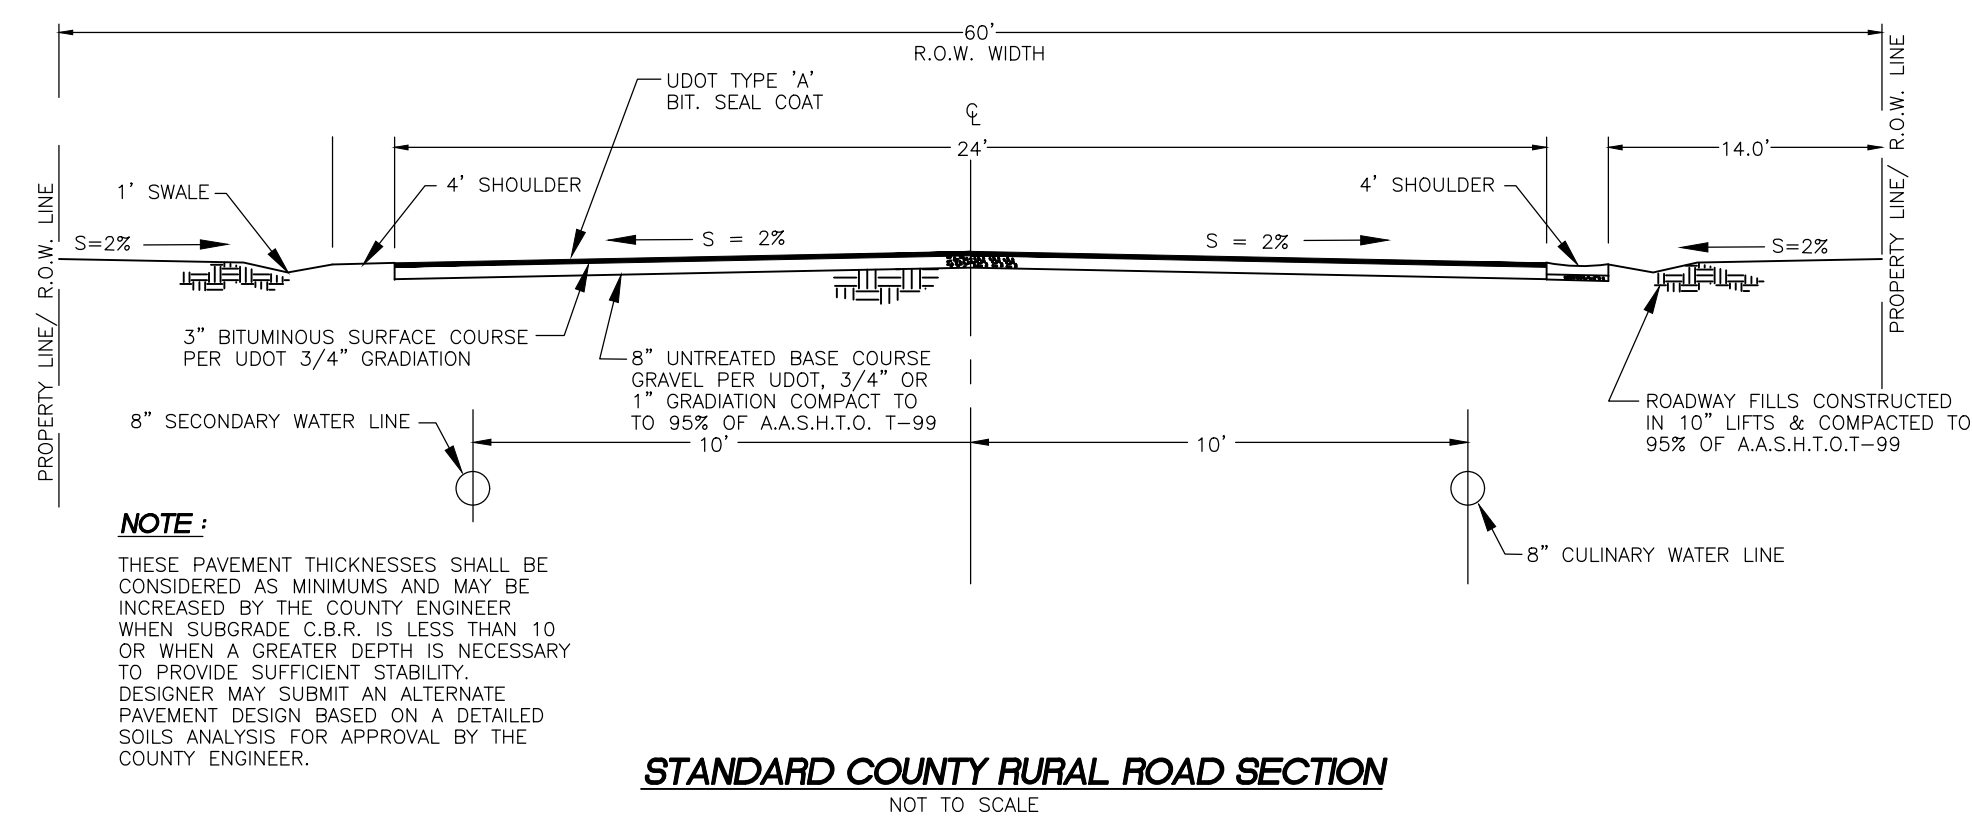 60'
R.O.W. WIDTH
UDOT TYPE 'A'
BIT. SEAL COAT
℄
24'
14.0'
1' SWALE
4' SHOULDER
4' SHOULDER
S=2%
S = 2%
S = 2%
S=2%
PROPERTY LINE/ R.O.W. LINE
PROPERTY LINE/ R.O.W. LINE
3" BITUMINOUS SURFACE COURSE
PER UDOT 3/4" GRADIATION
8" UNTREATED BASE COURSE
GRAVEL PER UDOT, 3/4" OR
1" GRADIATION COMPACT TO
TO 95% OF A.A.S.H.T.O. T-99
ROADWAY FILLS CONSTRUCTED
IN 10" LIFTS & COMPACTED TO
95% OF A.A.S.H.T.O.T-99
8" SECONDARY WATER LINE
10'
10'
8" CULINARY WATER LINE
NOTE :
THESE PAVEMENT THICKNESSES SHALL BE
CONSIDERED AS MINIMUMS AND MAY BE
INCREASED BY THE COUNTY ENGINEER
WHEN SUBGRADE C.B.R. IS LESS THAN 10
OR WHEN A GREATER DEPTH IS NECESSARY
TO PROVIDE SUFFICIENT STABILITY.
DESIGNER MAY SUBMIT AN ALTERNATE
PAVEMENT DESIGN BASED ON A DETAILED
SOILS ANALYSIS FOR APPROVAL BY THE
COUNTY ENGINEER.
STANDARD COUNTY RURAL ROAD SECTION
NOT TO SCALE